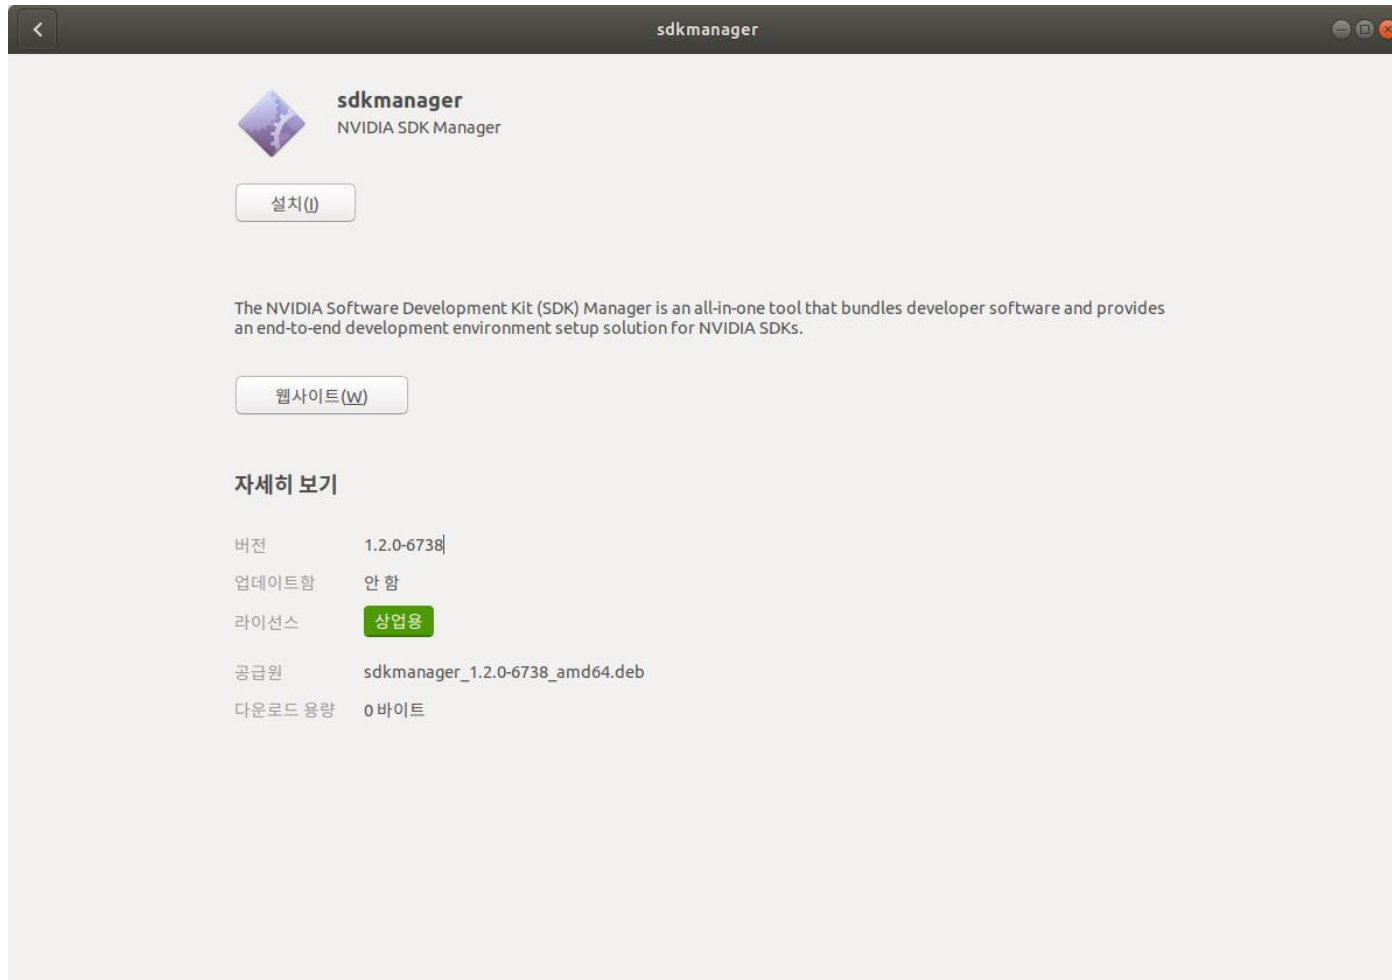 sdkmanager
sdkmanager
NVIDIA SDK Manager
설치(I)
The NVIDIA Software Development Kit (SDK) Manager is an all-in-one tool that bundles developer software and provides
an end-to-end development environment setup solution for NVIDIA SDKs.
웹사이트(W)
자세히 보기
버전 1.2.0-6738
업데이트함 안 함
라이선스 상업용
공급원 sdkmanager_1.2.0-6738_amd64.deb
다운로드 용량 0 바이트